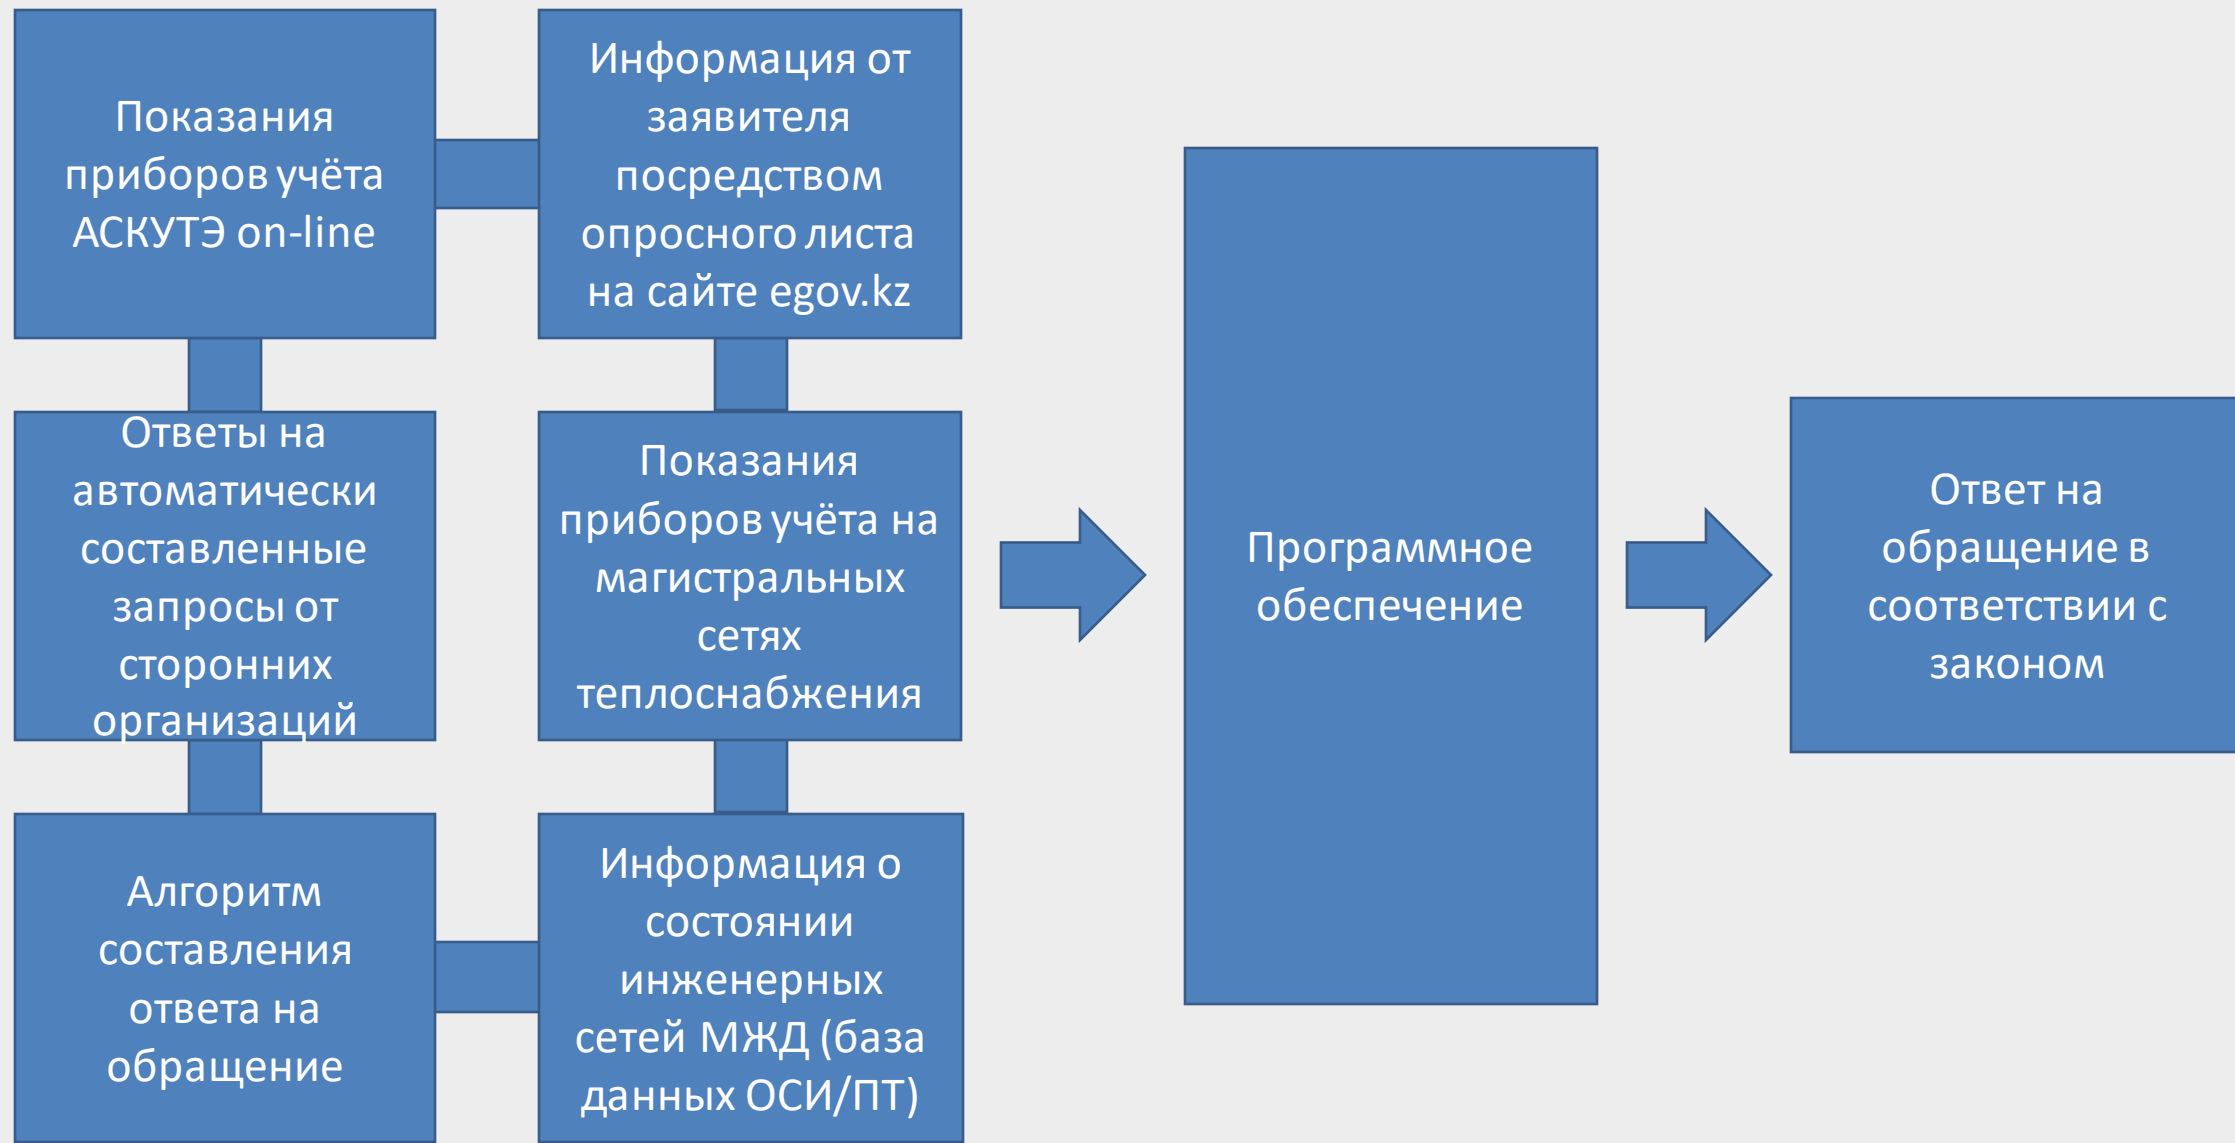 Показания
приборов учёта
АСКУТЭ on-line
Информация от
заявителя
посредством
опросного листа
на сайте egov.kz
Ответы на
автоматически
составленные
запросы от
сторонних
организаций
Показания
приборов учёта на
магистральных
сетях
теплоснабжения
Алгоритм
составления
ответа на
обращение
Информация о
состоянии
инженерных
сетей МЖД (база
данных ОСИ/ПТ)
Программное
обеспечение
Ответ на
обращение в
соответствии с
законом